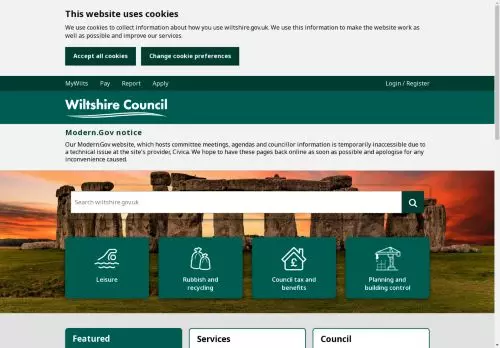 This website uses cookies
We use cookies to collect information about how you use wiltshire.gov.uk. We use this information to make the website work
as well as possible and improve our services.
Accept all cookies
Change cookie preferences
MyWilts Pay Report Apply Login / Register
Wiltshire Council
Modern.Gov notice
Our Modern.Gov website, which hosts committee meetings, agendas and councillor information is temporarily inaccessible due to
a technical issue at the site's provider, Civica. We hope to have these pages back online as soon as possible and apologise for any
inconvenience caused.
Search wiltshire.gov.uk
Leisure
Rubbish and
recycling
Council tax and
benefits
Planning and
building control
Featured
Services
Council